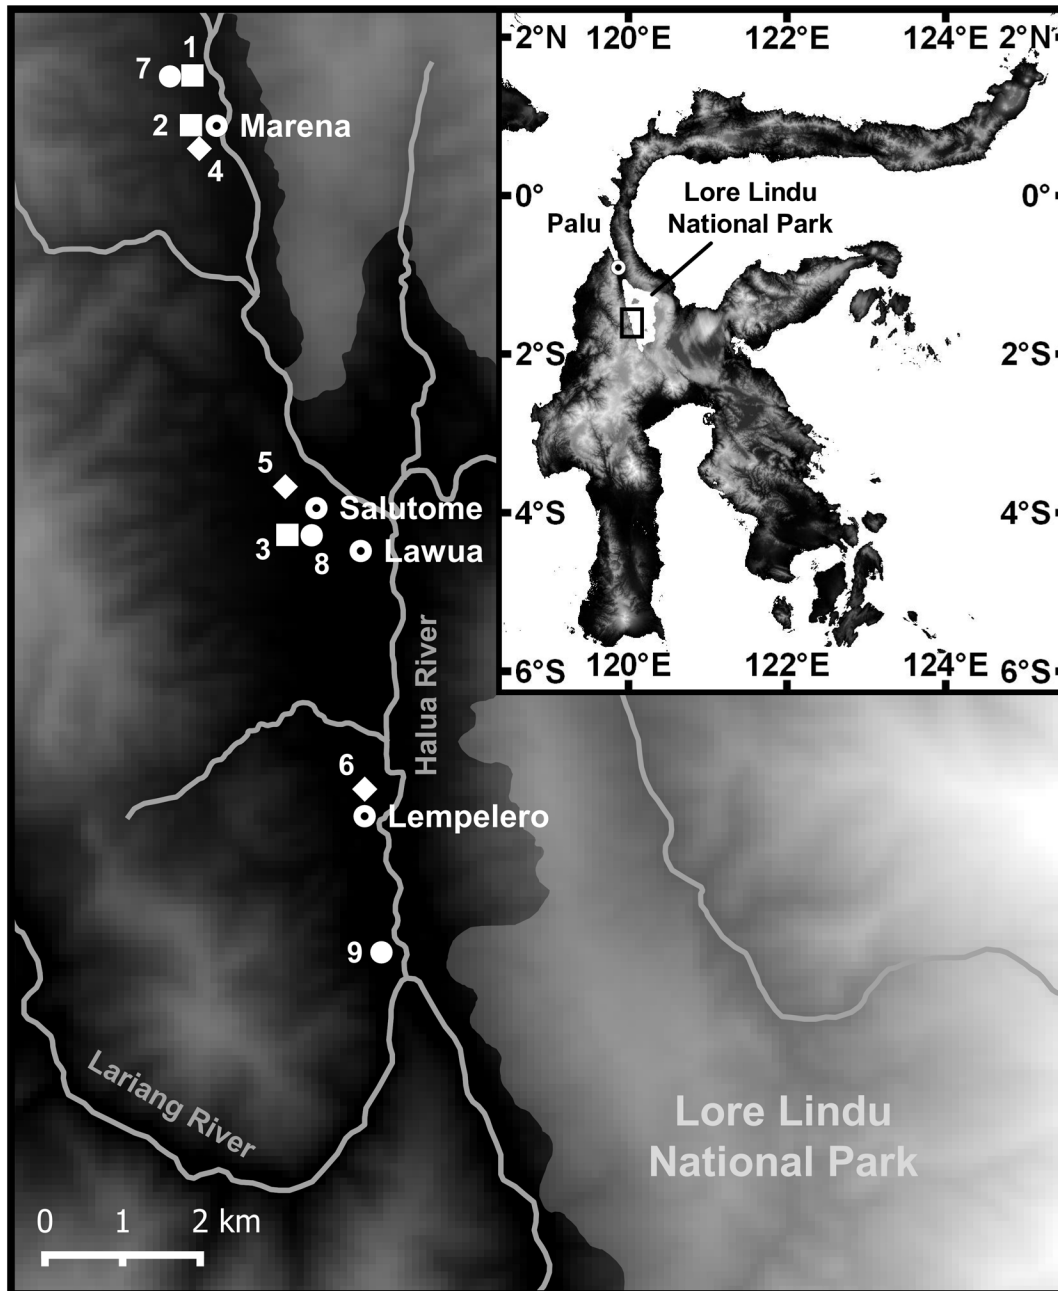 1
7
2
Marena
4
5
Salutome
3
8
Lawua
Halua River
6
Lempelero
9
Lariang River
Lore Lindu
National Park
0 1 2 km
2°N 120°E 122°E 124°E 2°N
Lore Lindu
National Park
Palu
0° 0°
2°S 2°S
4°S 4°S
6°S 120°E 122°E 124°E 6°S